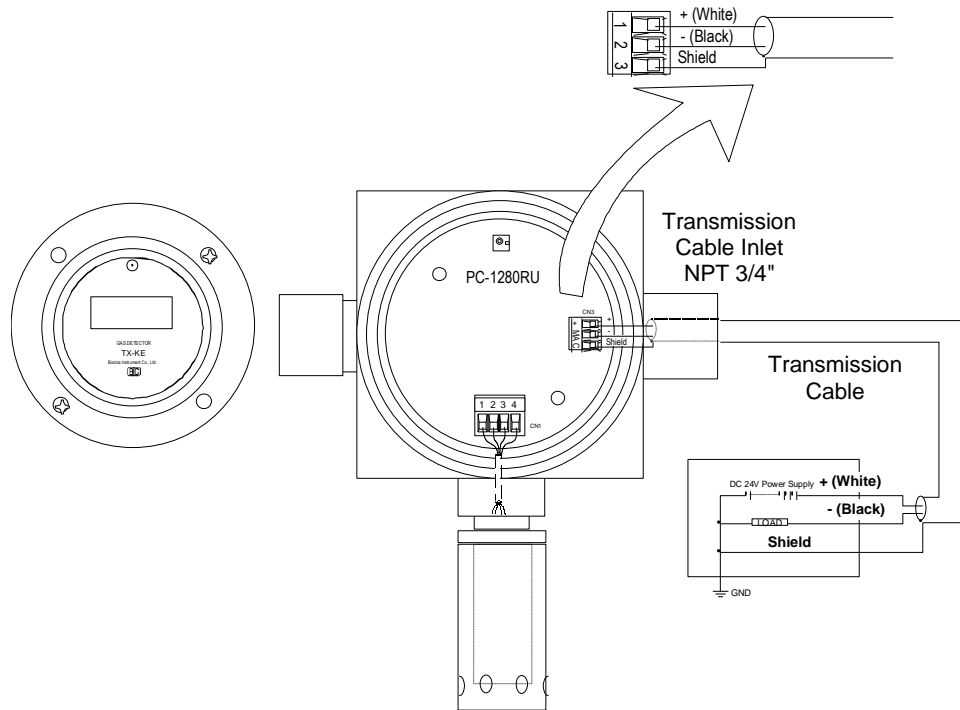 1
2
3
+ (White)
- (Black)
Shield
GAS DETECTOR
TX-KE
Bionics Instrument Co., Ltd.
PC-1280RU
Transmission
Cable Inlet
NPT 3/4"
CN3
+
MA
C
+
-
Shield
1 2 3 4
CN1
Transmission
Cable
DC 24V Power Supply
+ (White)
- (Black)
LOAD
Shield
GND